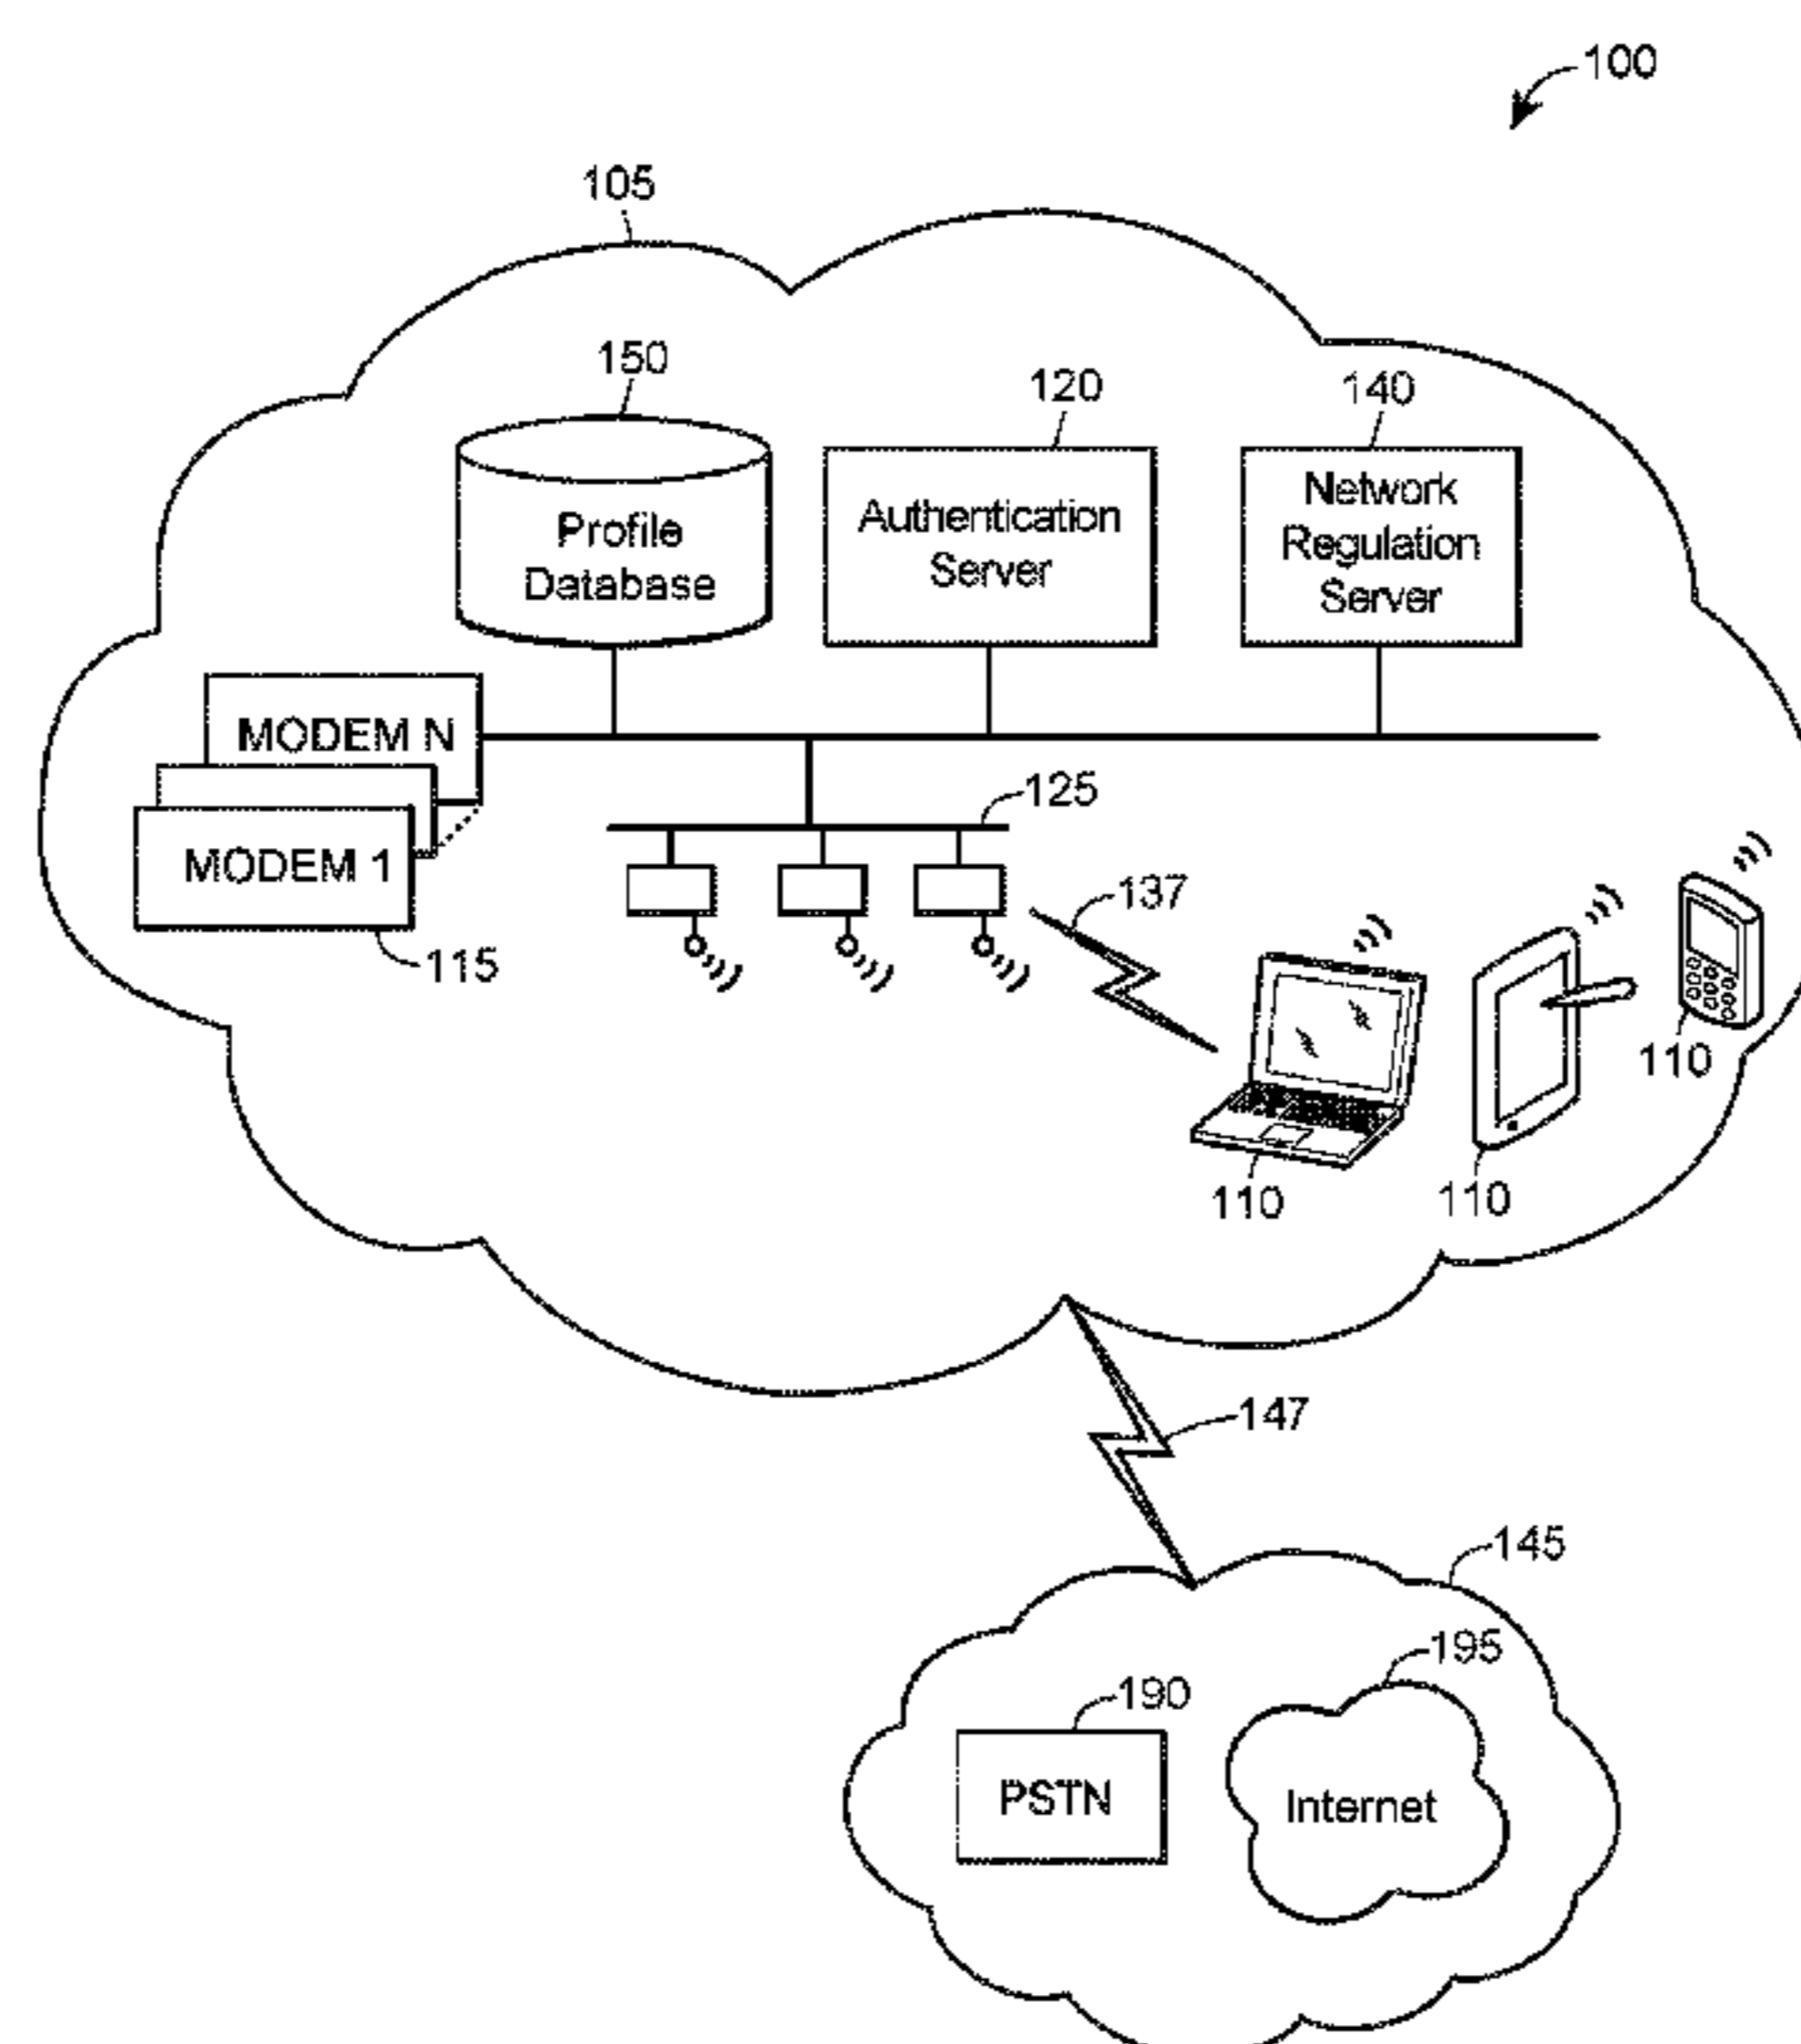 100
105
150
120
140
Profile
Database
Authentication
Server
Network
Regulation
Server
MODEM N
MODEM 1
115
125
137
110
110
110
147
145
195
190
PSTN
Internet